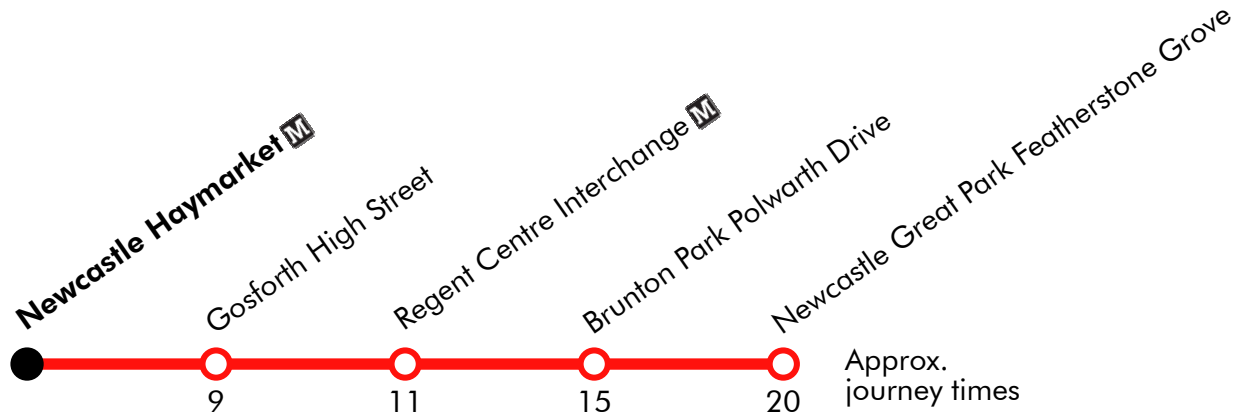 Newcastle Haymarket M
Gosforth High Street
Regent Centre Interchange M
Brunton Park Polwarth Drive
Newcastle Great Park Featherstone Grove
9
11
15
20
Approx.
journey times